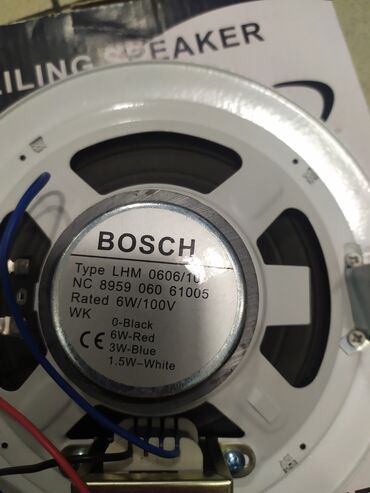 EILING SPEAKER
BOSCH
Type LHM 0606/10
NC 8959 060 61005
Rated 6W/100V
WK
0-Black
CE 6W-Red
3W-Blue
1.5W–White